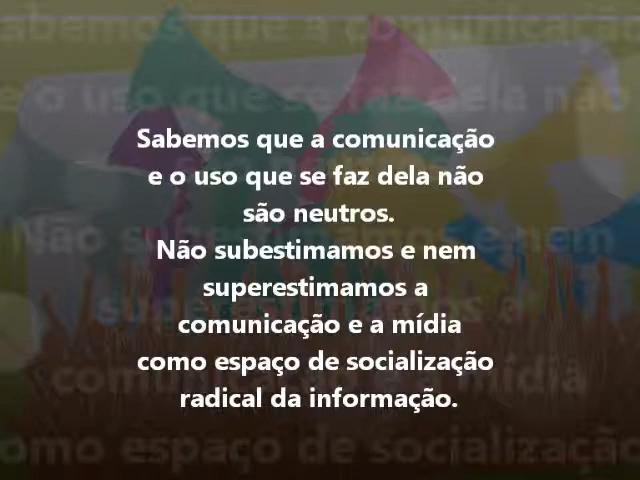 Sabemos que a comunicação
e o uso que se faz dela não
são neutros.
Não subestimamos e nem
superestimamos a
comunicação e a mídia
como espaço de socialização
radical da informação.